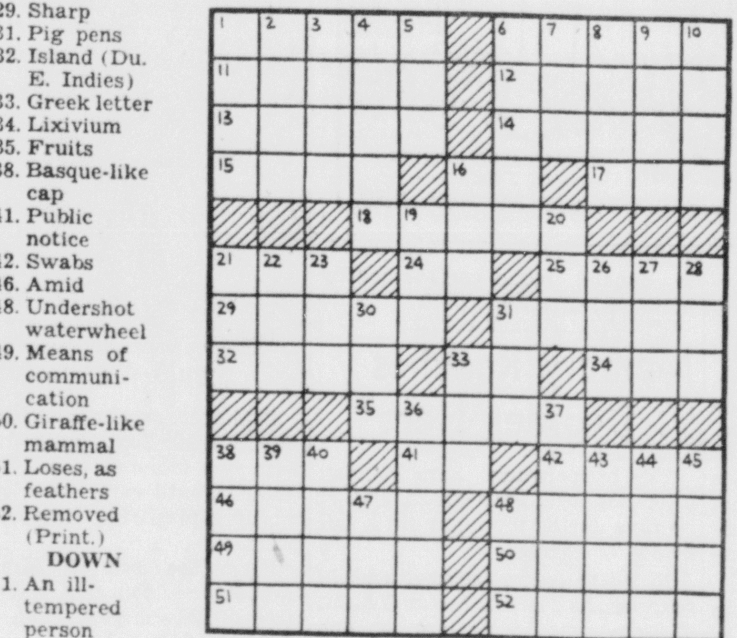 29. Sharp
31. Pig pens
32. Island (Du.
E. Indies)
33. Greek letter
34. Lixivium
35. Fruits
38. Basque-like
cap
41. Public
notice
42. Swabs
46. Amid
48. Undershot
waterwheel
49. Means of
communi-
cation
0. Giraffe-like
mammal
1. Loses, as
feathers
2. Removed
(Print.)
DOWN
1. An ill-
tempered
person
1 2 3 4 5 6 7 8 9 10
11 12
13 14
15 16 17
18 19 20
21 22 23 24 25 26 27 28
29 30 31
32 33 34
35 36 37
38 39 40 41 42 43 44 45
46 47 48
49 50
51 52